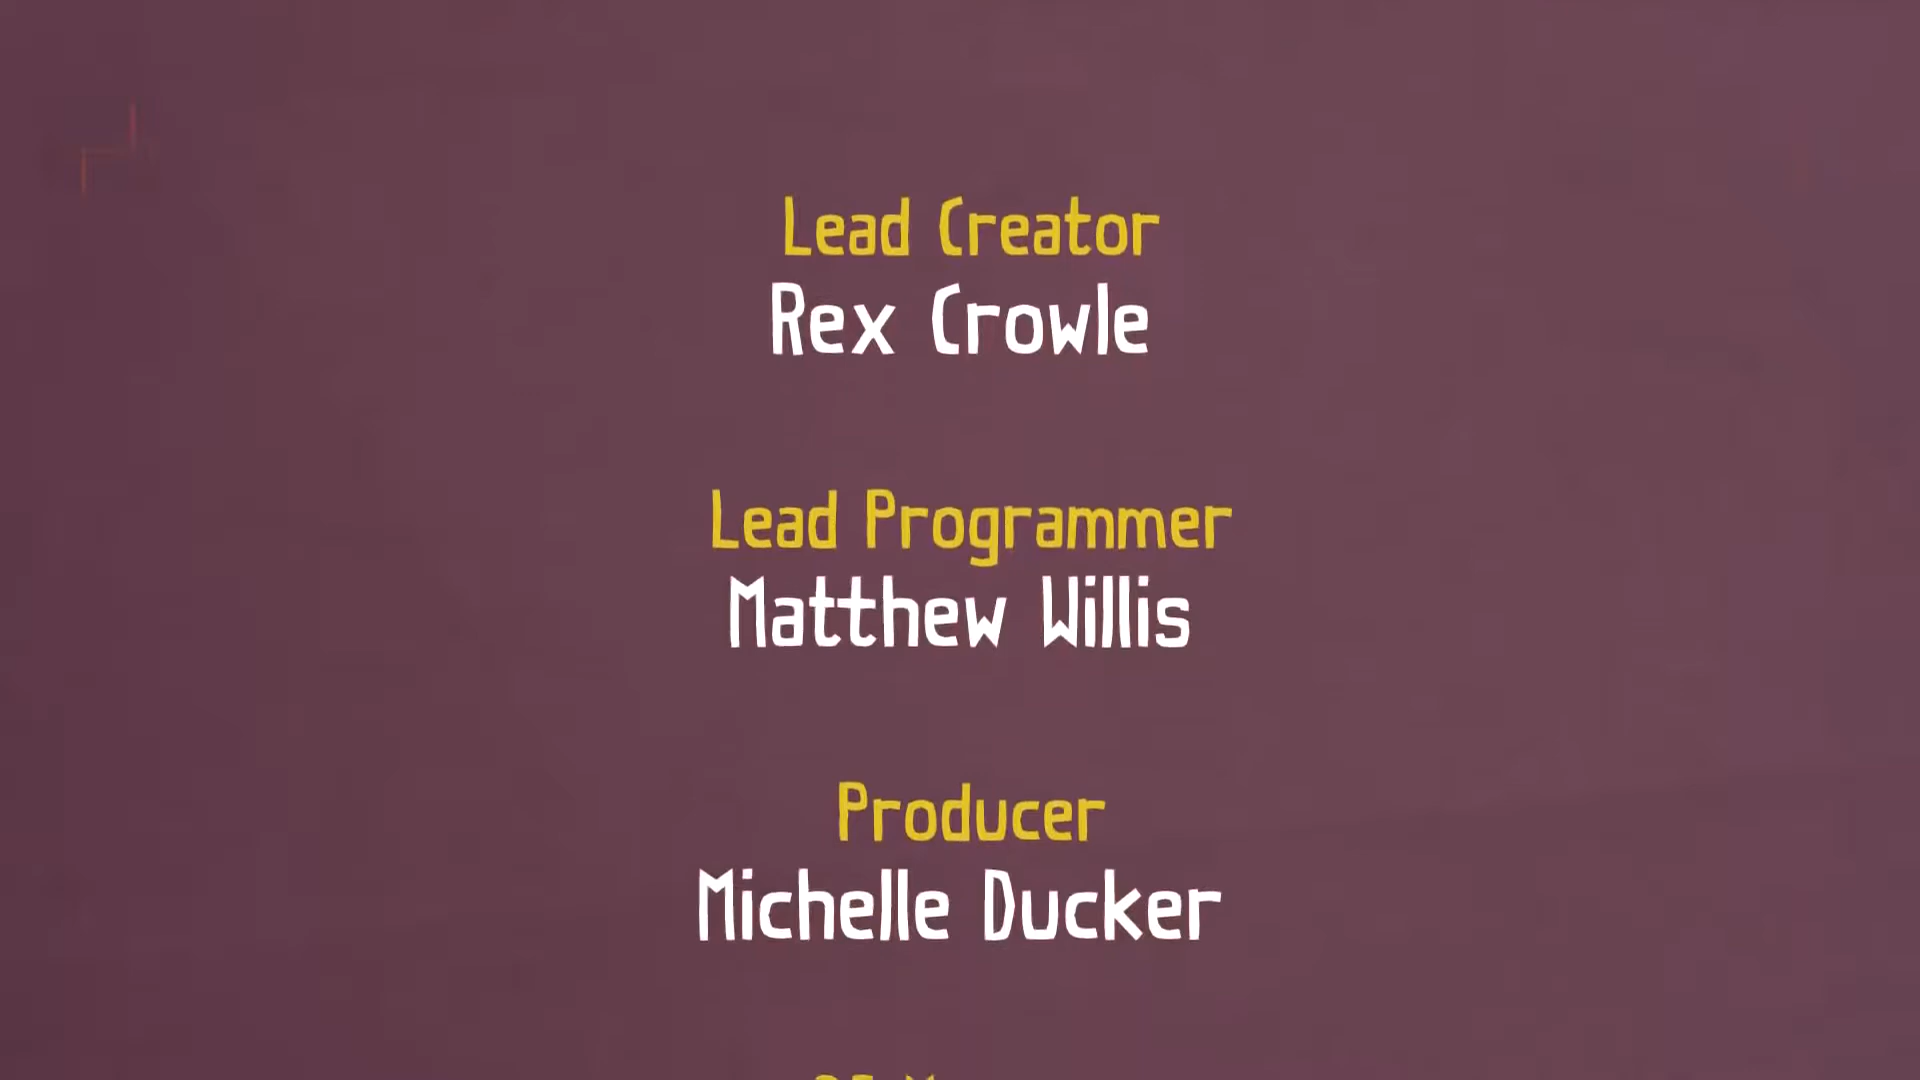 Lead Creator
Rex Crowle
Lead Programmer
Matthew Willis
Producer
Michelle Ducker